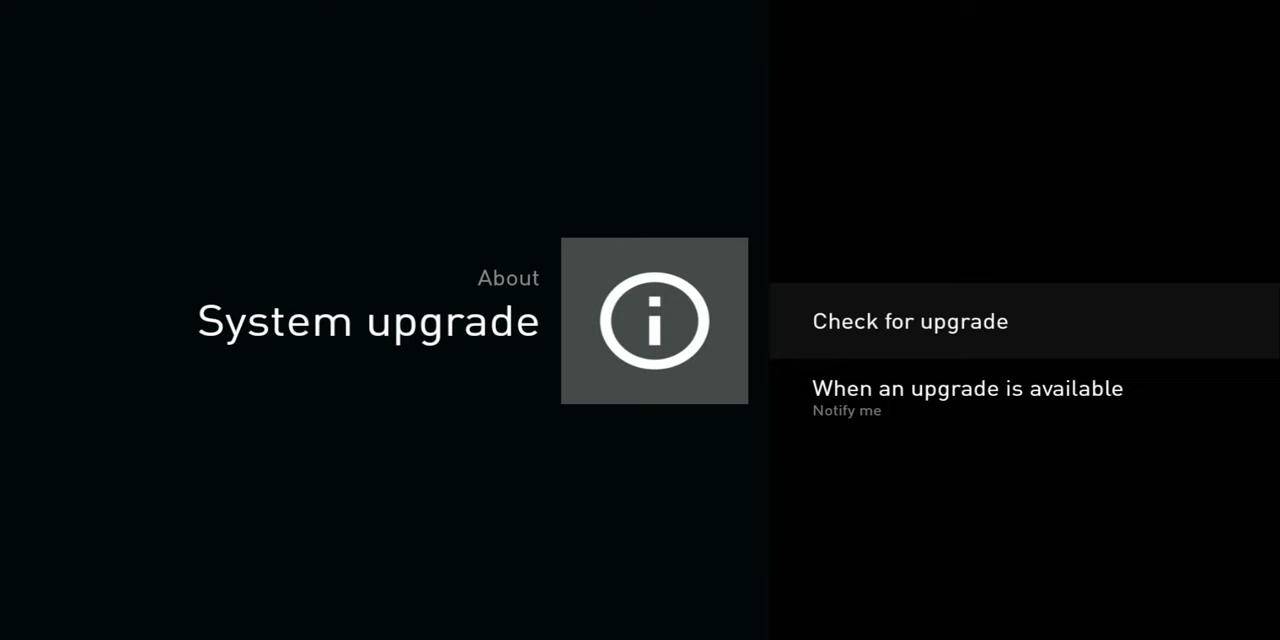 About
System upgrade
Check for upgrade
When an upgrade is available
Notify me